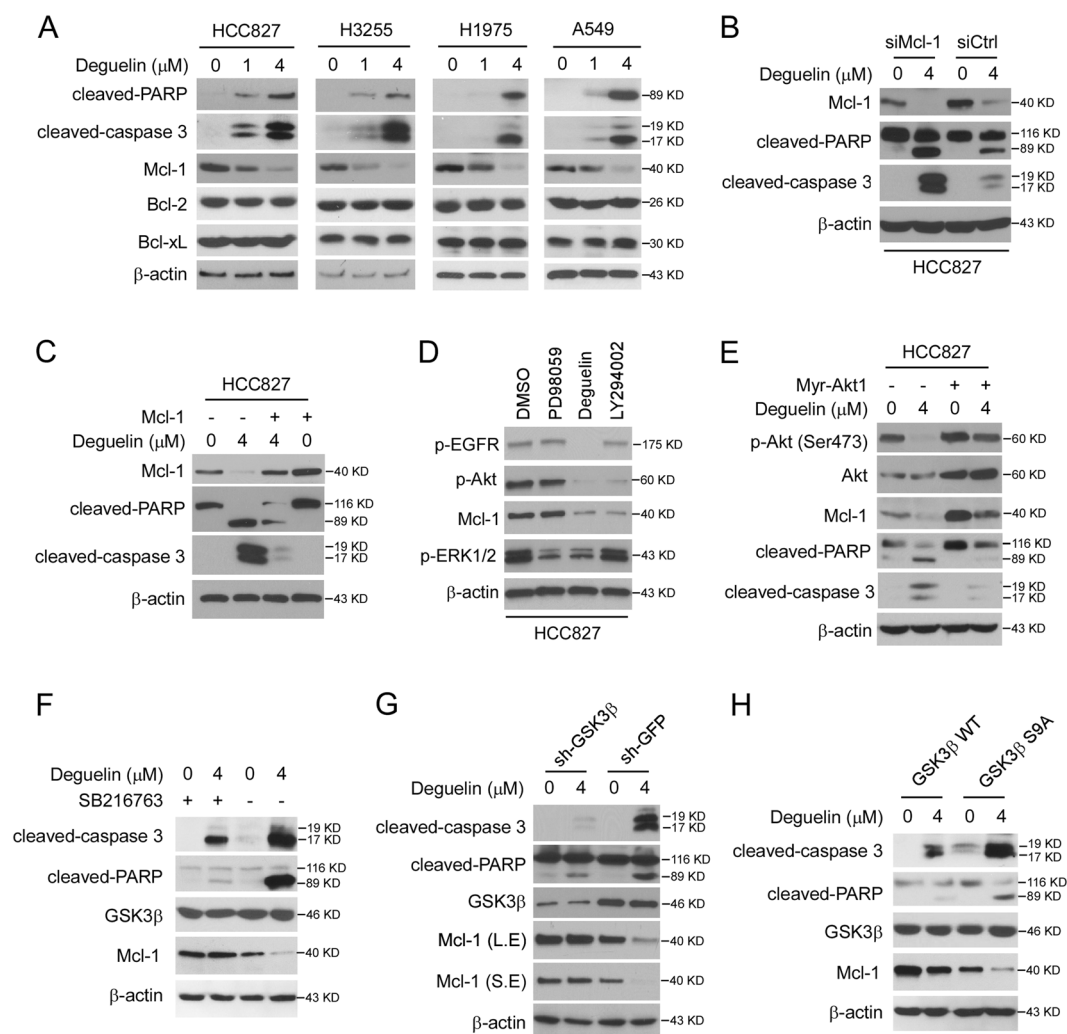 A
HCC827 H3255 H1975 A549
Deguelin (μM) 0 1 4 0 1 4 0 1 4 0 1 4
cleaved-PARP 89 KD
cleaved-caspase 3 19 KD
17 KD
Mcl-1 40 KD
Bcl-2 26 KD
Bcl-xL 30 KD
β-actin 43 KD
B
siMcl-1 siCtrl
Deguelin (μM) 0 4 0 4
Mcl-1 40 KD
cleaved-PARP 116 KD
89 KD
cleaved-caspase 3 19 KD
17 KD
β-actin 43 KD
HCC827
C
HCC827
Mcl-1 - - + +
Deguelin (μM) 0 4 4 0
Mcl-1 40 KD
cleaved-PARP 116 KD
89 KD
cleaved-caspase 3 19 KD
17 KD
β-actin 43 KD
D
DMSO PD98059 Deguelin LY294002
p-EGFR 175 KD
p-Akt 60 KD
Mcl-1 40 KD
p-ERK1/2 43 KD
β-actin 43 KD
HCC827
E
HCC827
Myr-Akt1 - - + +
Deguelin (μM) 0 4 0 4
p-Akt (Ser473) 60 KD
Akt 60 KD
Mcl-1 40 KD
cleaved-PARP 116 KD
89 KD
cleaved-caspase 3 19 KD
17 KD
β-actin 43 KD
F
Deguelin (μM) 0 4 0 4
SB216763 + + - -
cleaved-caspase 3 19 KD
17 KD
cleaved-PARP 116 KD
89 KD
GSK3β 46 KD
Mcl-1 40 KD
β-actin 43 KD
G
sh-GSK3β sh-GFP
Deguelin (μM) 0 4 0 4
cleaved-caspase 3 19 KD
17 KD
cleaved-PARP 116 KD
89 KD
GSK3β 46 KD
Mcl-1 (L.E) 40 KD
Mcl-1 (S.E) 40 KD
β-actin 43 KD
H
GSK3β WT GSK3β S9A
Deguelin (μM) 0 4 0 4
cleaved-caspase 3 19 KD
17 KD
cleaved-PARP 116 KD
89 KD
GSK3β 46 KD
Mcl-1 40 KD
β-actin 43 KD